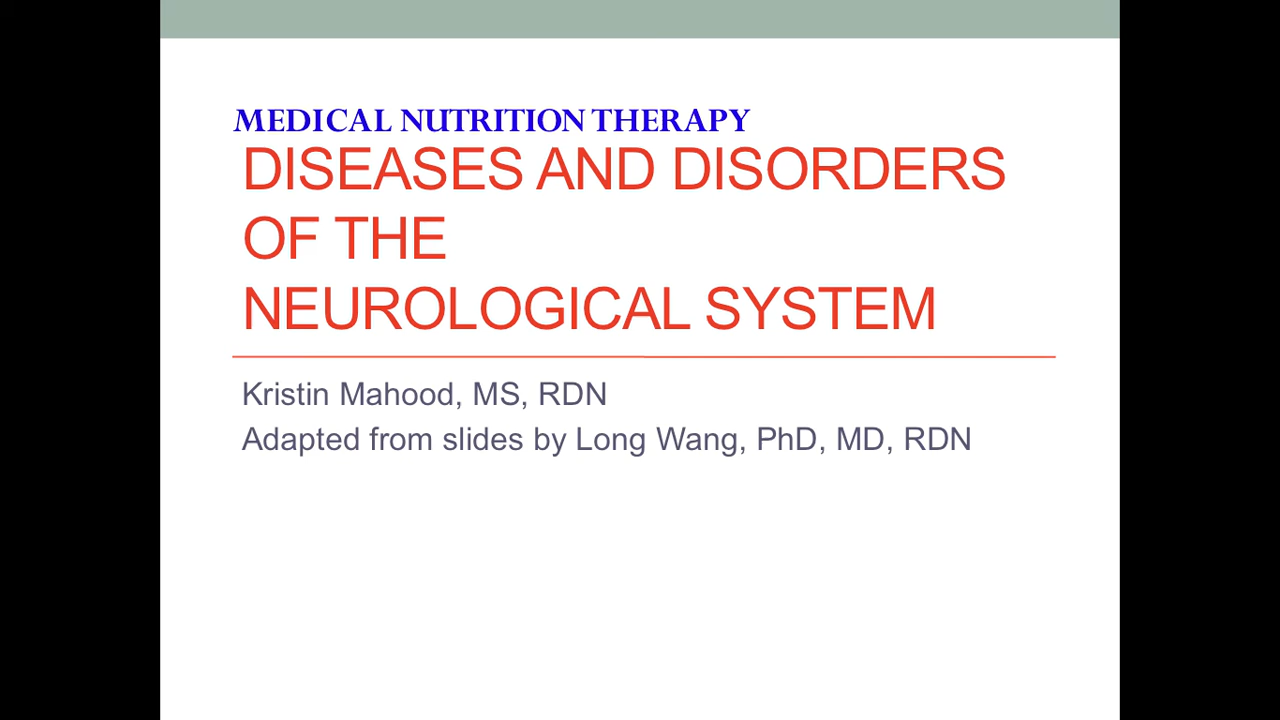 MEDICAL NUTRITION THERAPY
DISEASES AND DISORDERS
OF THE
NEUROLOGICAL SYSTEM
Kristin Mahood, MS, RDN
Adapted from slides by Long Wang, PhD, MD, RDN